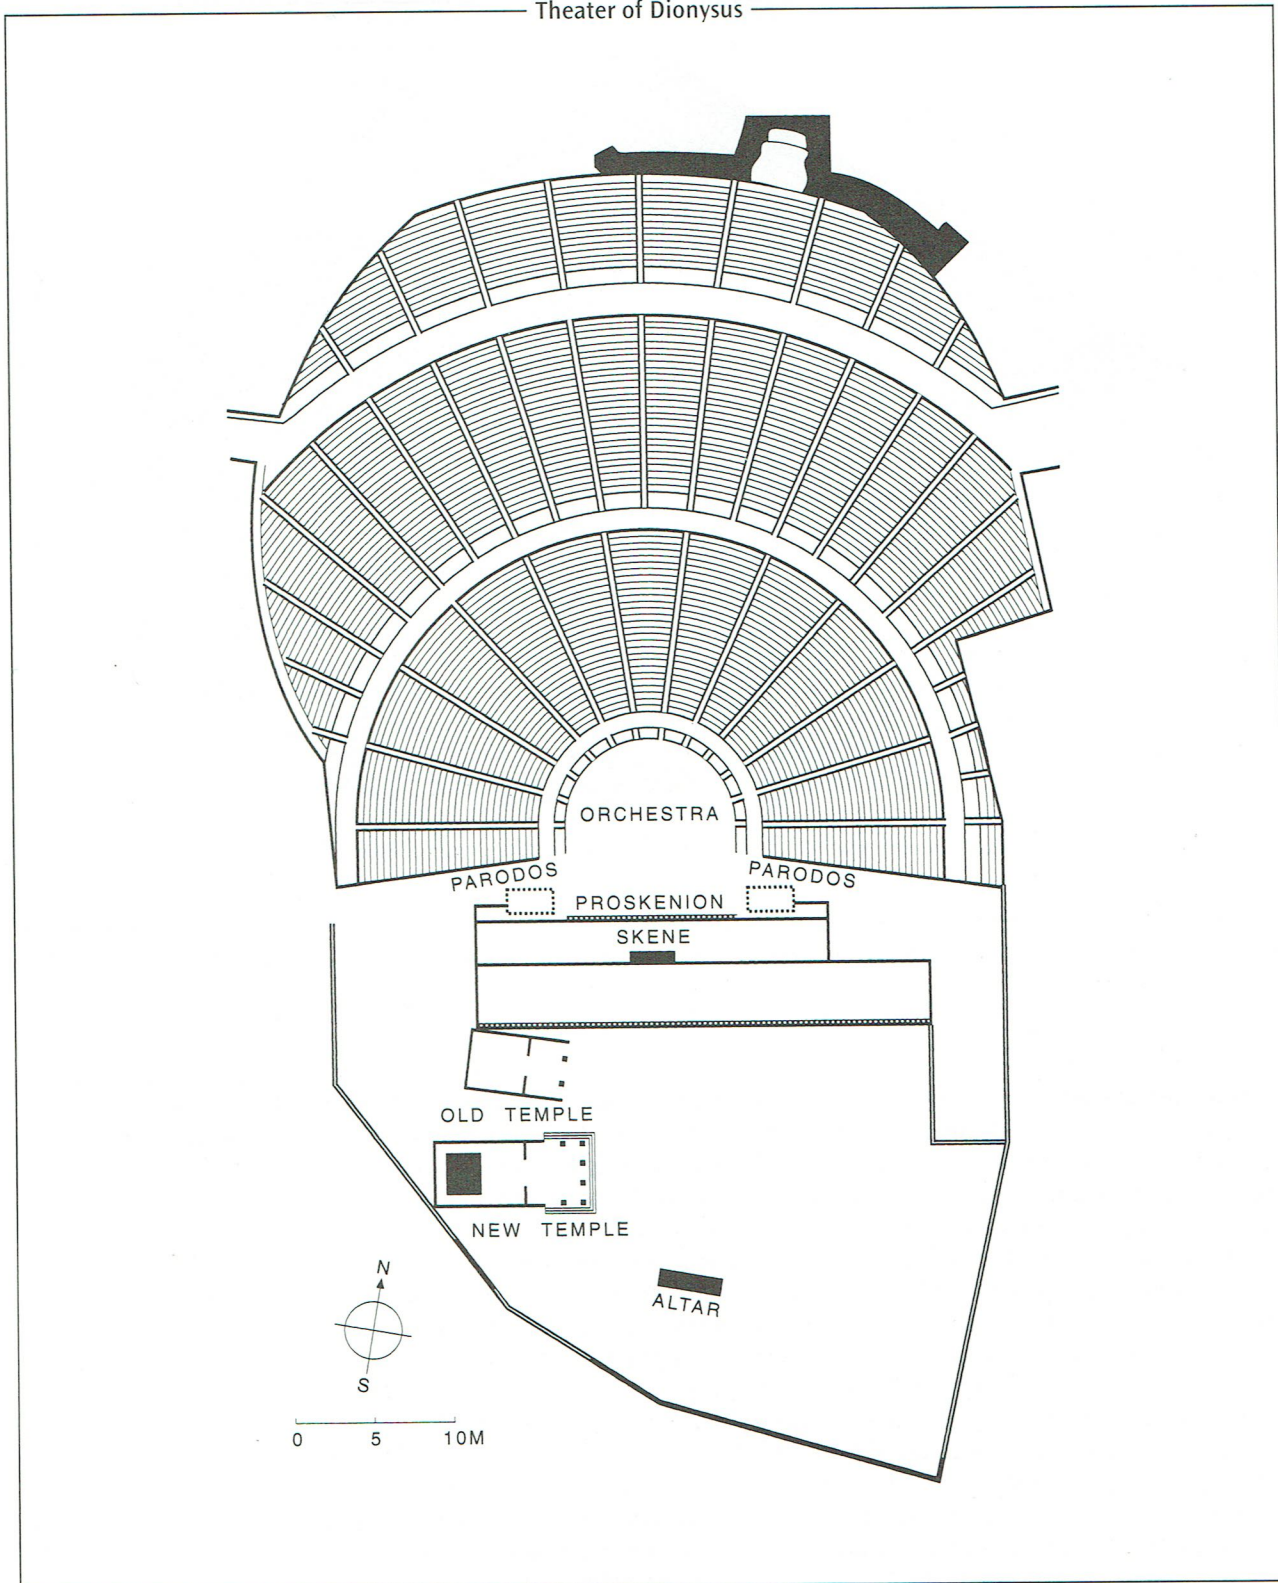 Theater of Dionysus
ORCHESTRA
PARODOS
PARODOS
PROSKENION
SKENE
OLD TEMPLE
NEW TEMPLE
ALTAR
N
S
0 5 10M